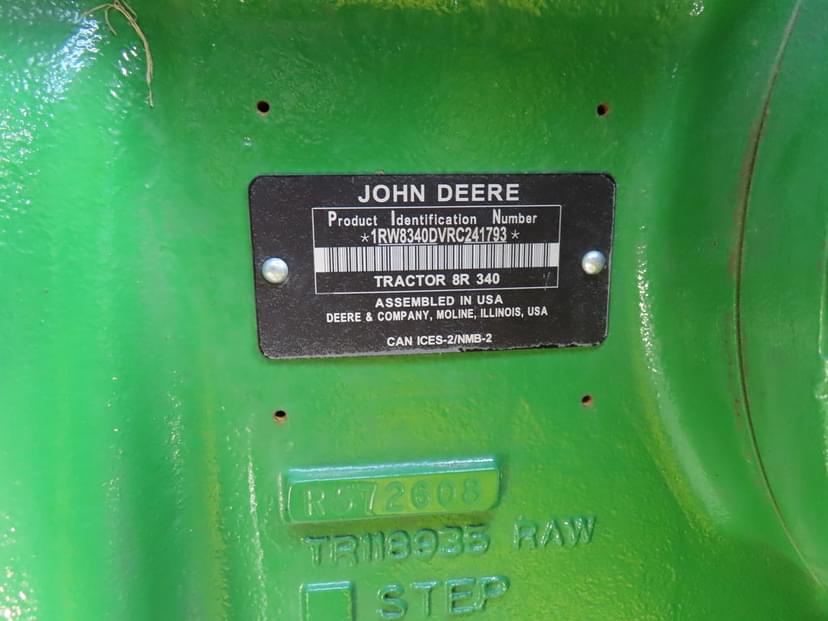 JOHN DEERE
Product Identification Number
*1RW8340DVRC241793*
TRACTOR 8R 340
ASSEMBLED IN USA
DEERE & COMPANY, MOLINE, ILLINOIS, USA
CAN ICES-2/NMB-2
R572608
TR118935 RAW
STEP